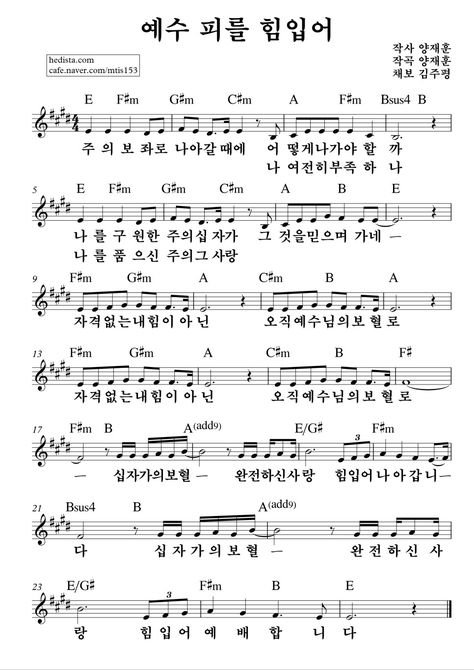 예수 피를 힘입어
hedista.com
cafe.naver.com/mtis153
작사 양재훈
작곡 양재훈
채보 김주평
E F#m G#m C#m A F#m Bsus4 B
주 의 보 좌로 나아갈 때에 어 떻게나가야 할 까
나 여전히부족 하 나
5
E F#m G#m C#m A F#m B E
나 를 구 원한 주의십자가 그 것을믿으며 가네 ―
나 를 품 으신 주의그사랑
9
F#m G#m A C#m B A
자격없는내힘이 아 닌 오직예수님의보혈로
13
F#m G#m A C#m B F#
자격없는내힘이 아 닌 오직예수님의보혈로
17
F#m B A(add9) E/G# F#m
― 십자가의보혈 ― 완전하신사랑 힘입어나아갑니 ―
21
Bsus4 B A(add9)
다 십 자 가 의 보 혈 ― 완 전 하 신 사
23
E/G# F#m B E
랑 힘 입 어 예 배 합 니 다